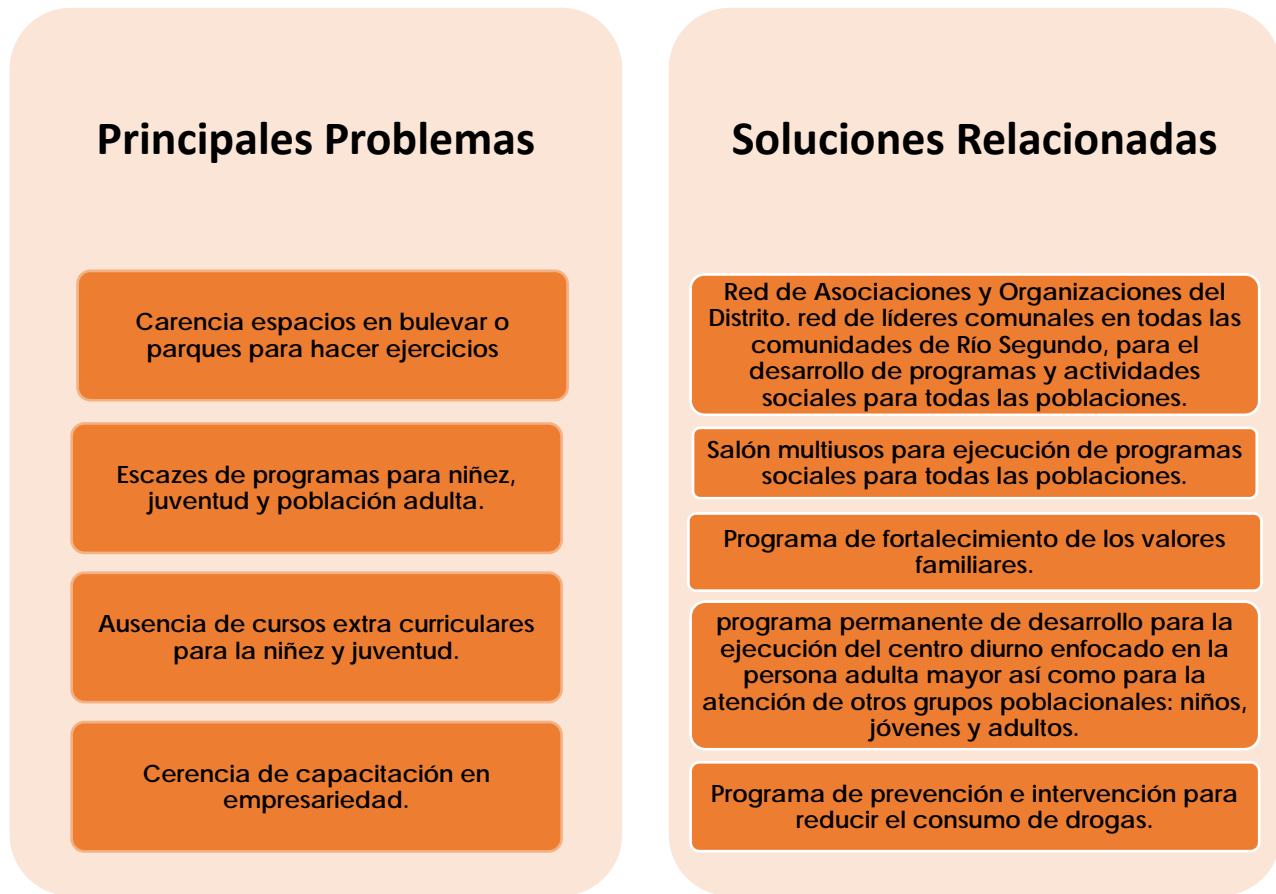 Principales Problemas
Carencia espacios en bulevar o
parques para hacer ejercicios
Escazes de programas para niñez,
juventud y población adulta.
Ausencia de cursos extra curriculares
para la niñez y juventud.
Cerencia de capacitación en
empresariedad.
Soluciones Relacionadas
Red de Asociaciones y Organizaciones del
Distrito. red de líderes comunales en todas las
comunidades de Río Segundo, para el
desarrollo de programas y actividades
sociales para todas las poblaciones.
Salón multiusos para ejecución de programas
sociales para todas las poblaciones.
Programa de fortalecimiento de los valores
familiares.
programa permanente de desarrollo para la
ejecución del centro diurno enfocado en la
persona adulta mayor así como para la
atención de otros grupos poblacionales: niños,
jóvenes y adultos.
Programa de prevención e intervención para
reducir el consumo de drogas.